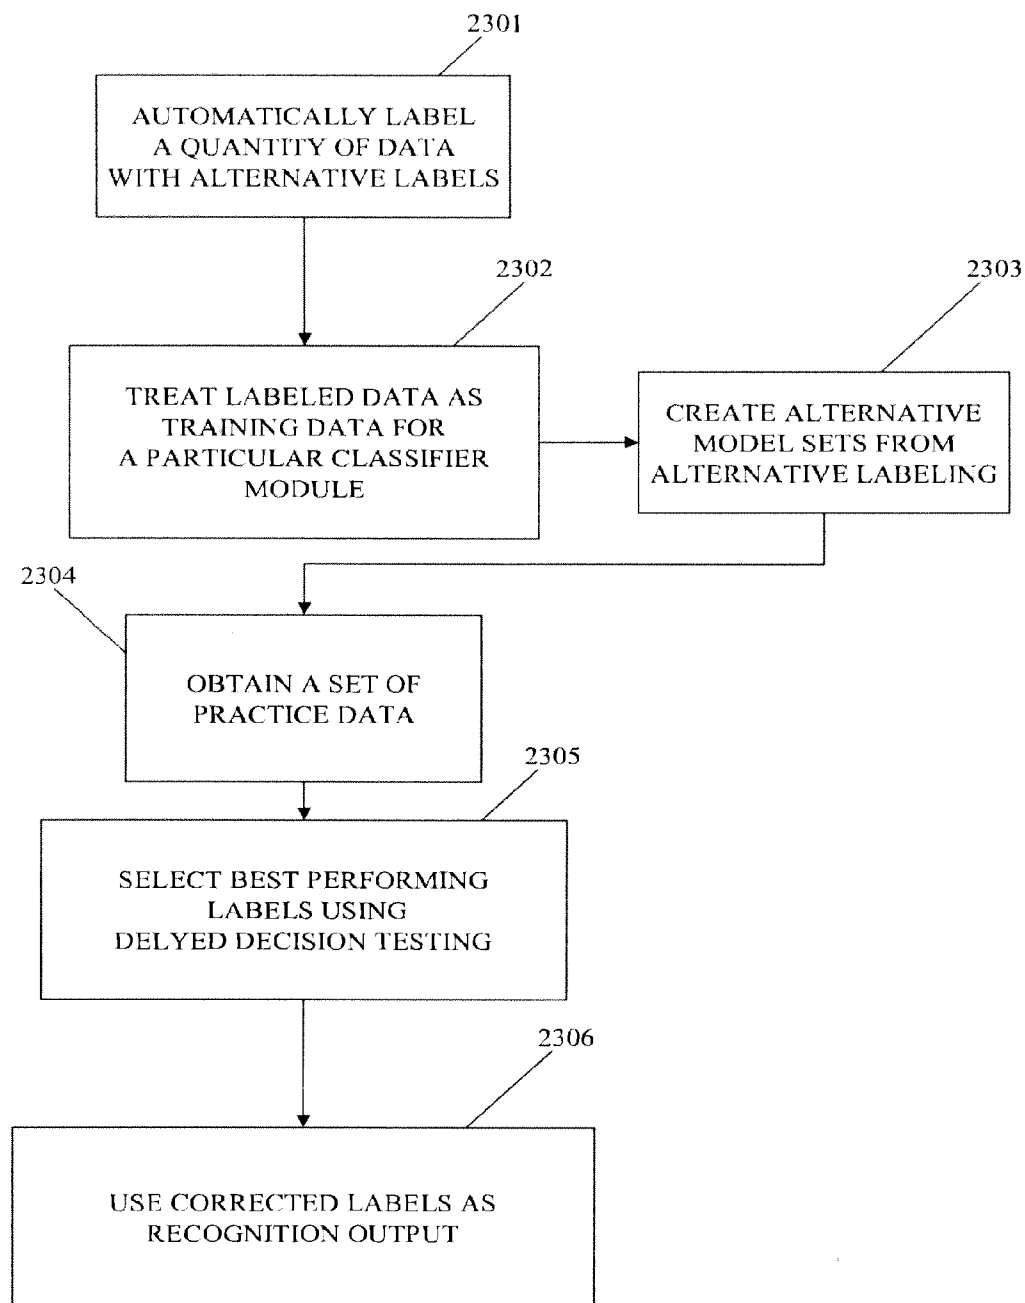 2301
AUTOMATICALLY LABEL
A QUANTITY OF DATA
WITH ALTERNATIVE LABELS
2302
TREAT LABELED DATA AS
TRAINING DATA FOR
A PARTICULAR CLASSIFIER
MODULE
2303
CREATE ALTERNATIVE
MODEL SETS FROM
ALTERNATIVE LABELING
2304
OBTAIN A SET OF
PRACTICE DATA
2305
SELECT BEST PERFORMING
LABELS USING
DELYED DECISION TESTING
2306
USE CORRECTED LABELS AS
RECOGNITION OUTPUT